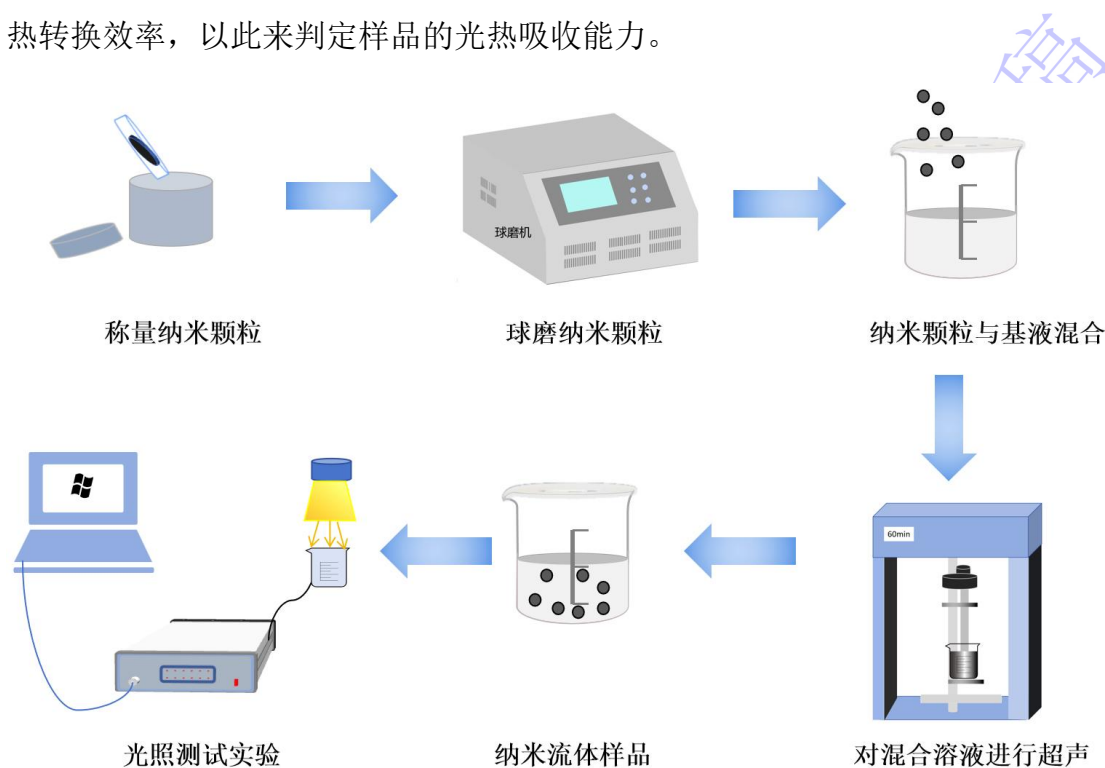 热转换效率，以此来判定样品的光热吸收能力。
球磨机
称量纳米颗粒
球磨纳米颗粒
纳米颗粒与基液混合
60min
光照测试实验
纳米流体样品
对混合溶液进行超声